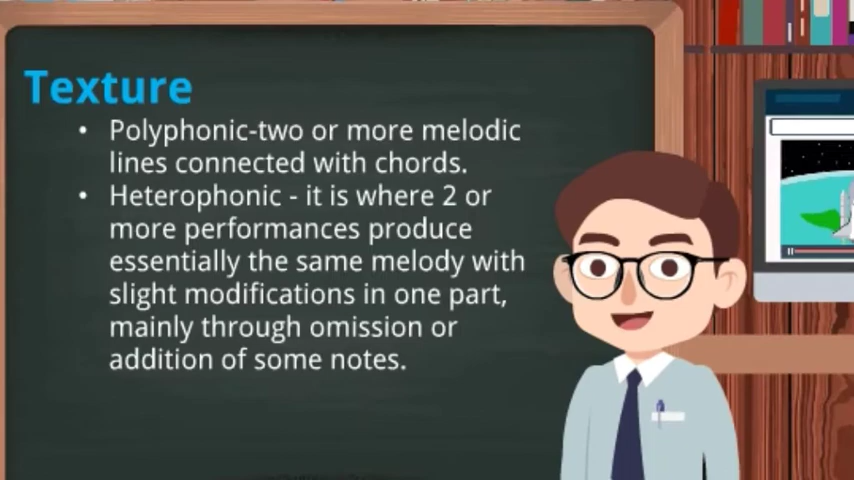 Texture
• Polyphonic-two or more melodic
lines connected with chords.
• Heterophonic - it is where 2 or
more performances produce
essentially the same melody with
slight modifications in one part,
mainly through omission or
addition of some notes.